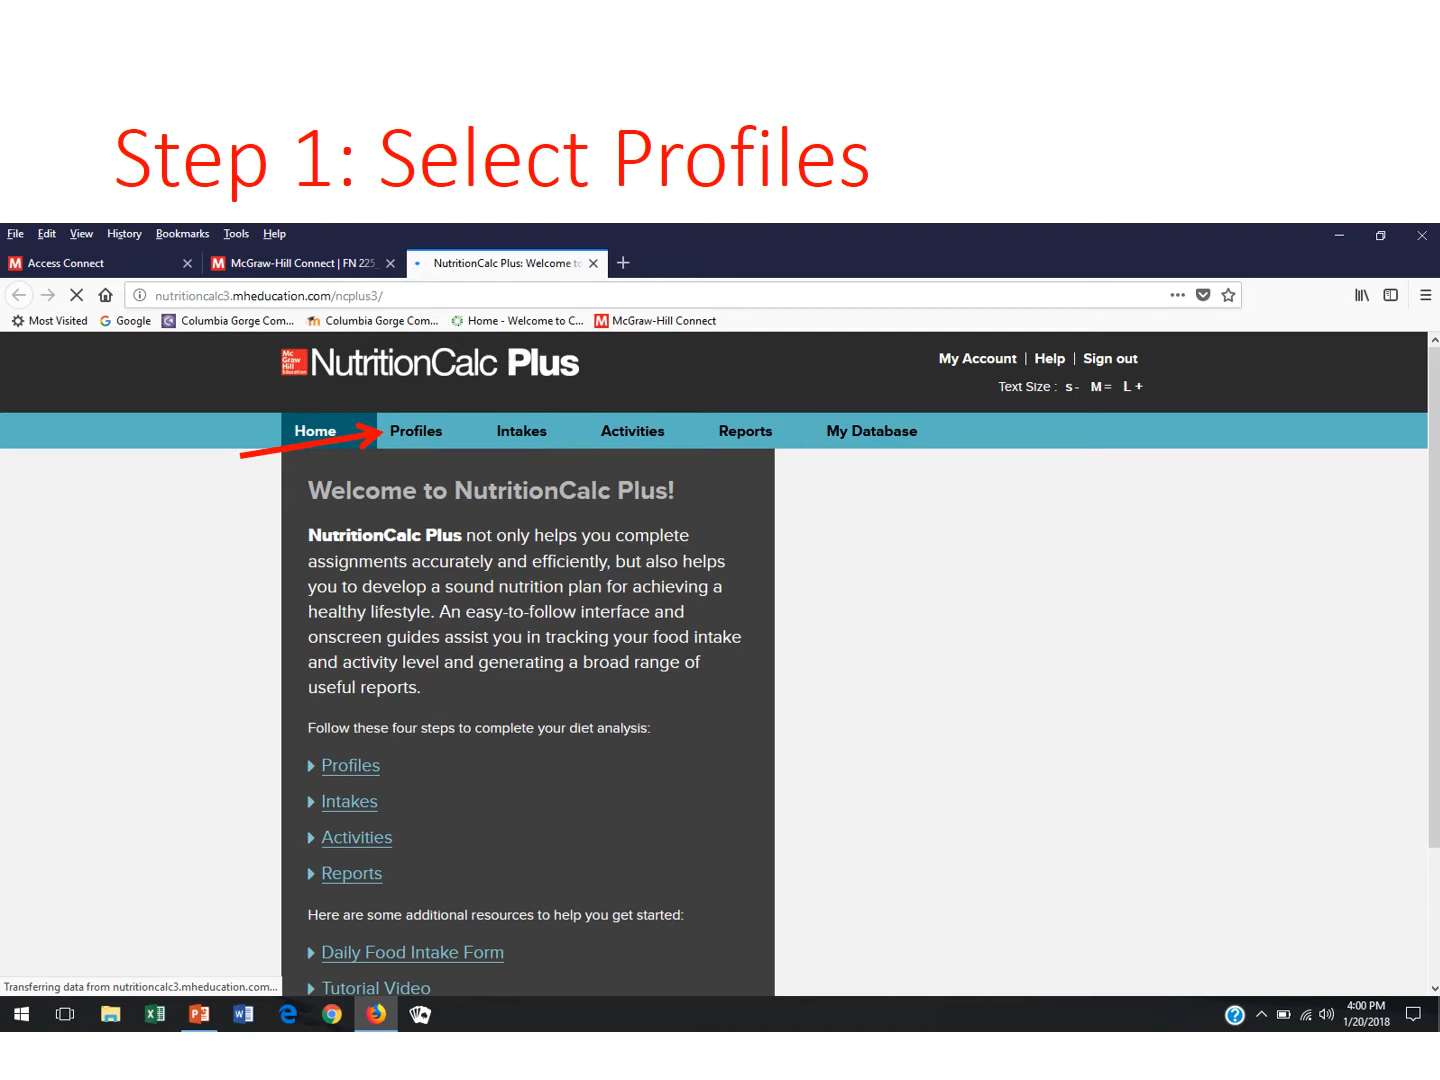 Step 1: Select Profiles
File Edit View History Bookmarks Tools Help
Access Connect McGraw-Hill Connect | FN 225_ NutritionCalc Plus: Welcome to
nutritioncalc3.mheducation.com/ncplus3/
Most Visited Google Columbia Gorge Com... Columbia Gorge Com... Home - Welcome to C... McGraw-Hill Connect
Mc Graw Hill Education NutritionCalc Plus
My Account | Help | Sign out
Text Size : s - M = L +
Home Profiles Intakes Activities Reports My Database
Welcome to NutritionCalc Plus!
NutritionCalc Plus not only helps you complete
assignments accurately and efficiently, but also helps
you to develop a sound nutrition plan for achieving a
healthy lifestyle. An easy-to-follow interface and
onscreen guides assist you in tracking your food intake
and activity level and generating a broad range of
useful reports.
Follow these four steps to complete your diet analysis:
Profiles
Intakes
Activities
Reports
Here are some additional resources to help you get started:
Daily Food Intake Form
Tutorial Video
Transferring data from nutritioncalc3.mheducation.com...
4:00 PM
1/20/2018